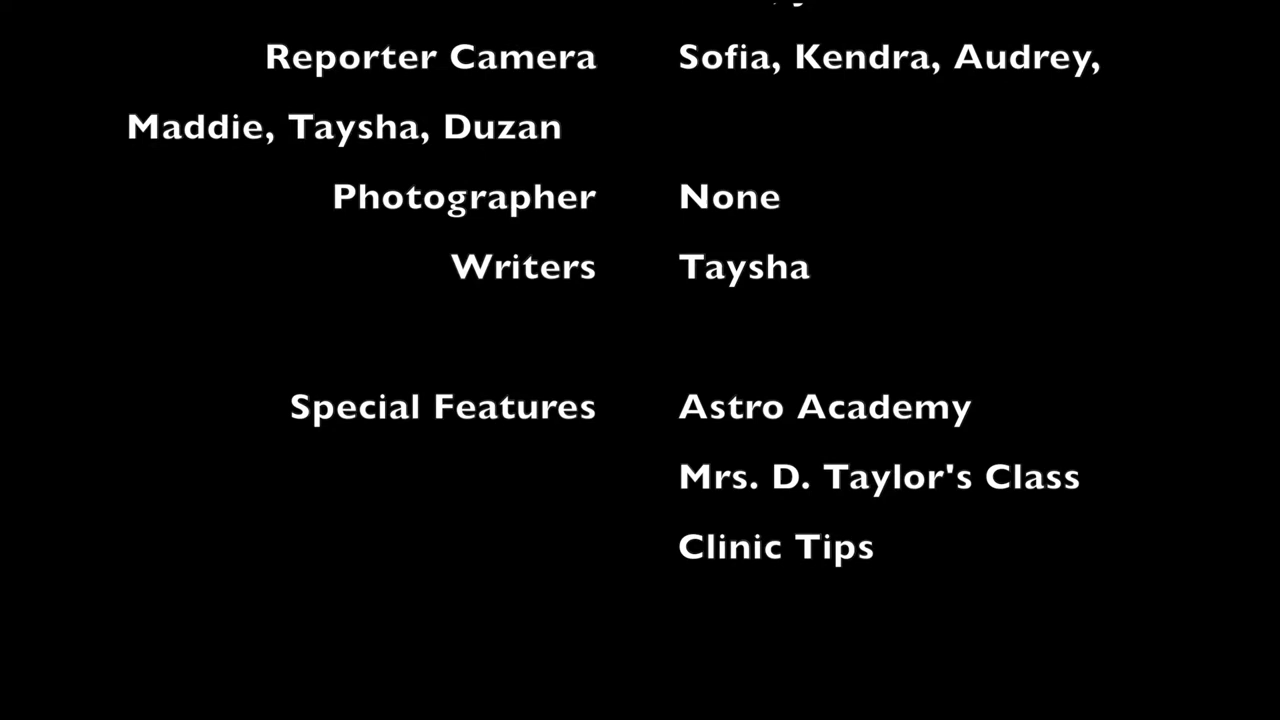 Reporter Camera Sofia, Kendra, Audrey,
Maddie, Taysha, Duzan
Photographer None
Writers Taysha
Special Features Astro Academy
Mrs. D. Taylor's Class
Clinic Tips